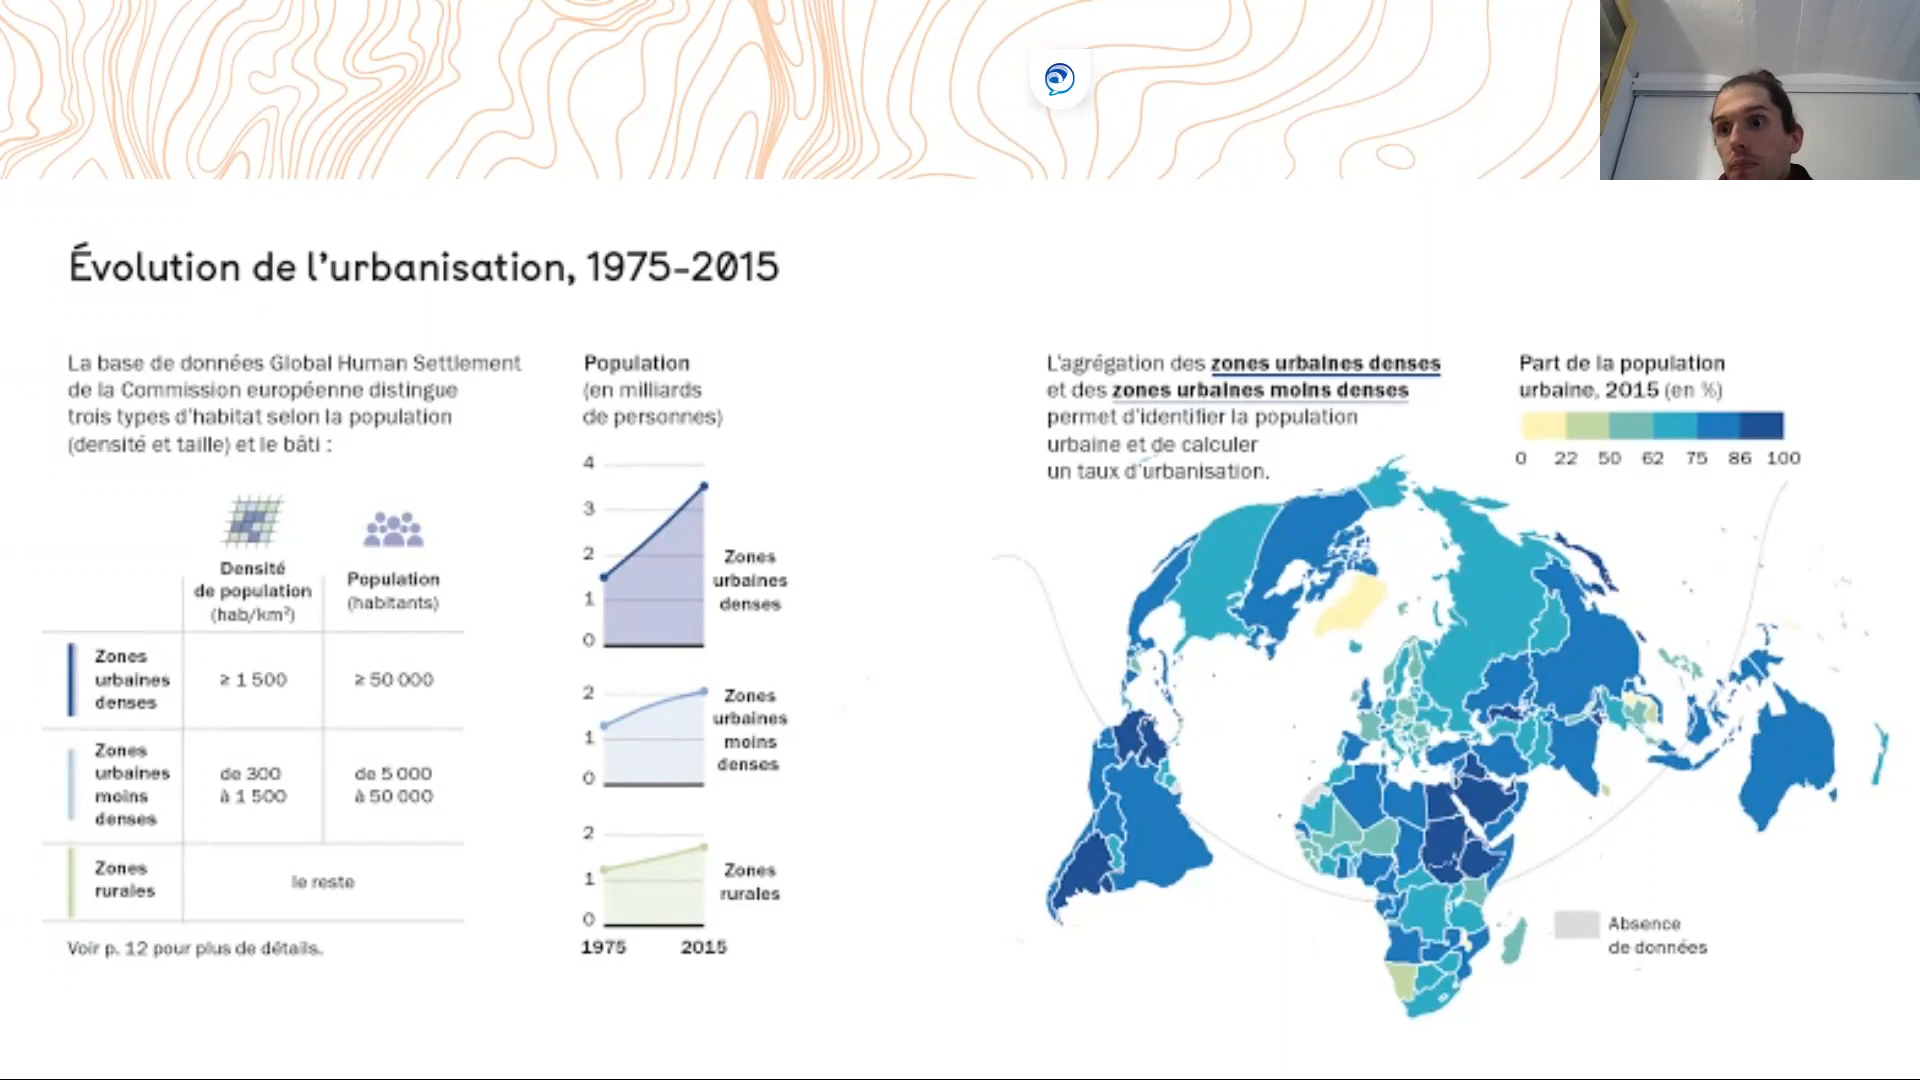 Évolution de l'urbanisation, 1975-2015
La base de données Global Human Settlement
de la Commission européenne distingue
trois types d'habitat selon la population
(densité et taille) et le bâti :
Densité
de population
(hab/km²)
Population
(habitants)
Zones
urbaines
denses
≥ 1 500
≥ 50 000
Zones
urbaines
moins
denses
de 300
à 1 500
de 5 000
à 50 000
Zones
rurales
le reste
Voir p. 12 pour plus de détails.
Population
(en milliards
de personnes)
4
3
2
1
0
Zones
urbaines
denses
2
1
0
Zones
urbaines
moins
denses
2
1
0
Zones
rurales
1975 2015
L'agrégation des zones urbaines denses
et des zones urbaines moins denses
permet d'identifier la population
urbaine et de calculer
un taux d'urbanisation.
Part de la population
urbaine, 2015 (en %)
0 22 50 62 75 86 100
Absence
de données